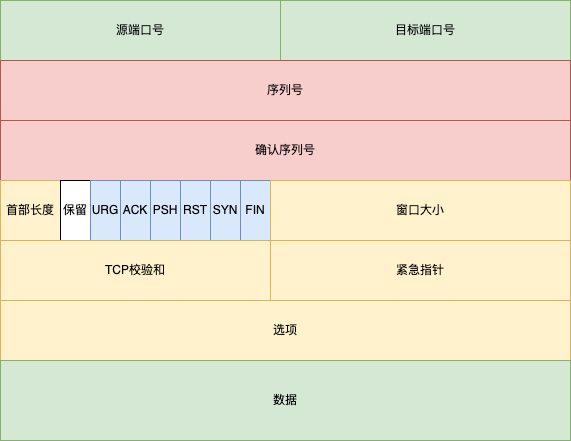 源端口号 目标端口号
序列号
确认序列号
首部长度 保留 URG ACK PSH RST SYN FIN 窗口大小
TCP校验和 紧急指针
选项
数据